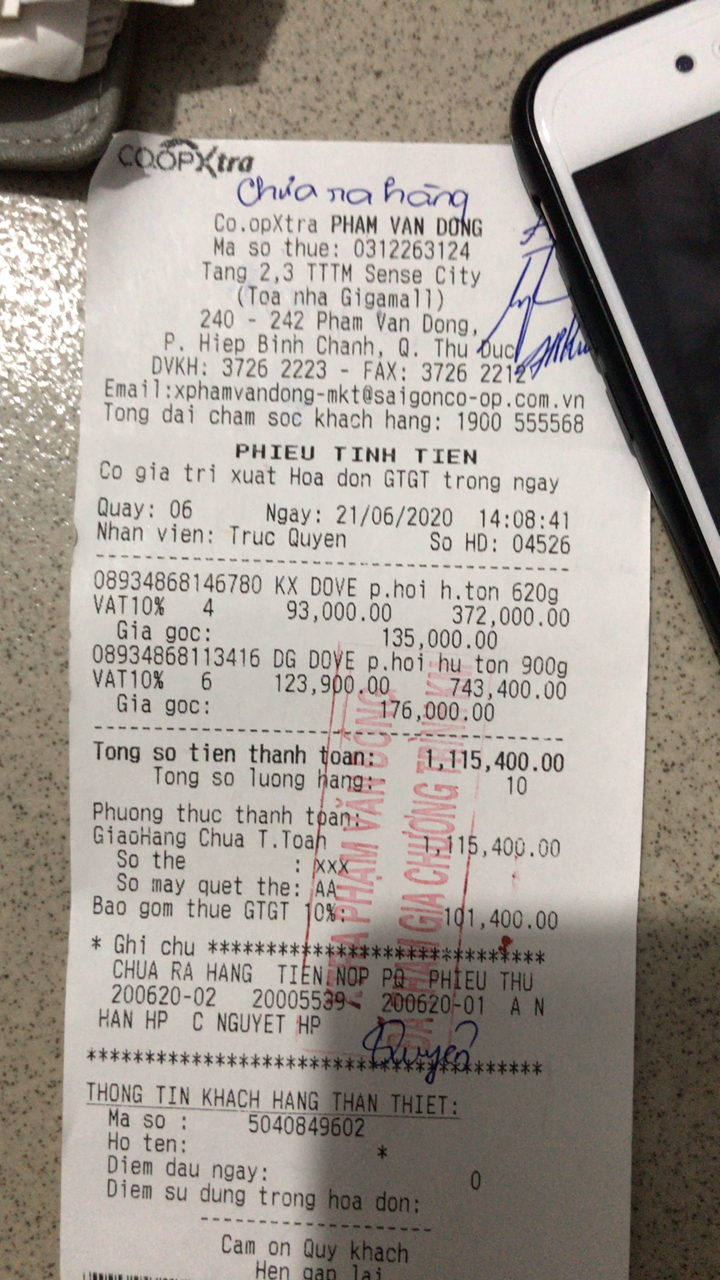 CO.OPXtra
Chưa ra hàng
Co.opXtra PHAM VAN DONG
Ma so thue: 0312263124
Tang 2,3 TTTM Sense City
(Toa nha Gigamall)
240 - 242 Pham Van Dong,
P. Hiep Binh Chanh, Q. Thu Duc
DVKH: 3726 2223 - FAX: 3726 2212
Email:xphamvandong-mkt@saigonco-op.com.vn
Tong dai cham soc khach hang: 1900 555568
PHIEU TINH TIEN
Co gia tri xuat Hoa don GTGT trong ngay
Quay: 06 Ngay: 21/06/2020 14:08:41
Nhan vien: Truc Quyen So HD: 04526
08934868146780 KX DOVE p.hoi h.ton 620g
VAT10% 4 93,000.00 372,000.00
Gia goc: 135,000.00
08934868113416 DG DOVE p.hoi hu ton 900g
VAT10% 6 123,900.00 743,400.00
Gia goc: 176,000.00
Tong so tien thanh toan: 1,115,400.00
Tong so luong hang: 10
Phuong thuc thanh toan:
GiaoHang Chua T.Toan 1,115,400.00
So the : xxx
So may quet the: AA
Bao gom thue GTGT 10%: 101,400.00
PHẠM VĂN ĐỒNG
THAM GIA CHƯƠNG TRÌNH
* Ghi chu ******************************
CHUA RA HANG TIEN NOP PQ PHIEU THU
200620-02 20005539- 200620-01 A N
HAN HP C NGUYET HP
Quyên
****************************************
THONG TIN KHACH HANG THAN THIET:
Ma so : 5040849602
Ho ten: *
Diem dau ngay: 0
Diem su dung trong hoa don:
Cam on Quy khach
Hen gap lai